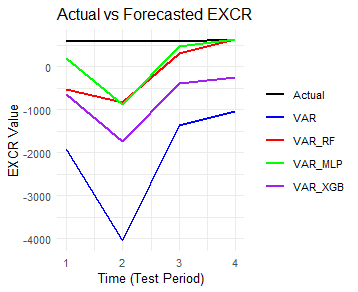 Actual vs Forecasted EXCR
EXCR Value
0
-1000
-2000
-3000
-4000
1 2 3 4
Time (Test Period)
Actual
VAR
VAR_RF
VAR_MLP
VAR_XGB